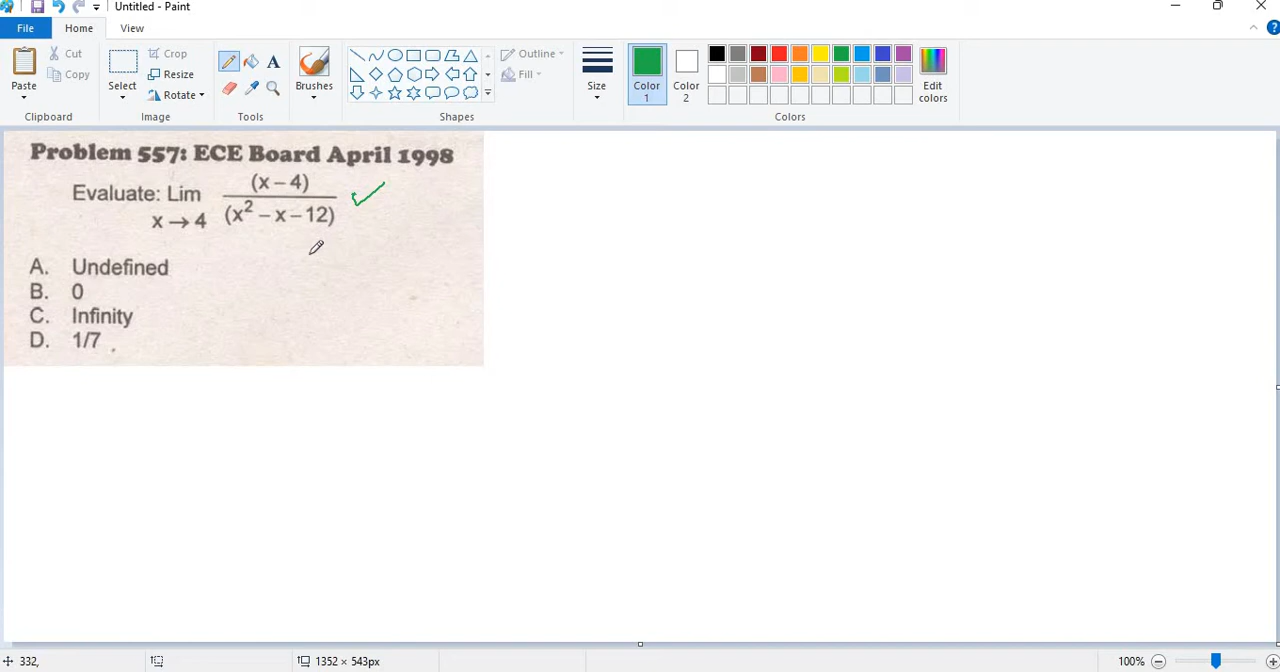 Untitled - Paint
File Home View
Paste
Cut
Copy
Clipboard
Select
Crop
Resize
Rotate
Image
A
Tools
Brushes
Outline
Fill
Shapes
Size
Color 1
Color 2
Edit colors
Colors
Problem 557: ECE Board April 1998
Evaluate: Lim (x – 4)
x → 4 (x² – x – 12)
A. Undefined
B. 0
C. Infinity
D. 1/7
332,
1352 × 543px
100%